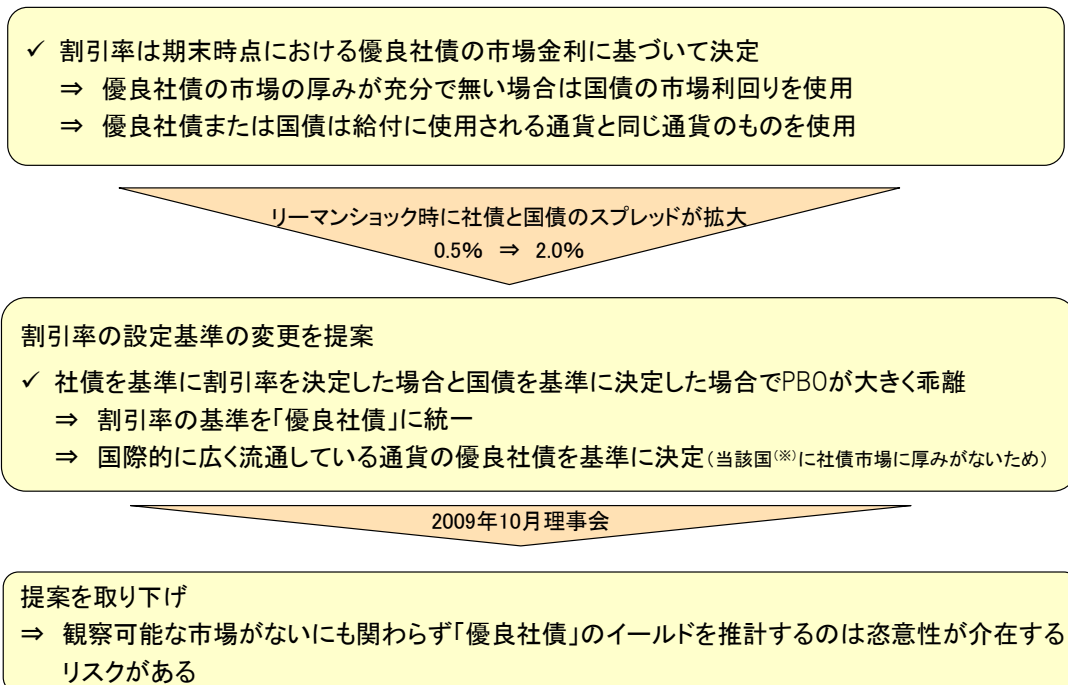 ✓ 割引率は期末時点における優良社債の市場金利に基づいて決定
⇒ 優良社債の市場の厚みが充分で無い場合は国債の市場利回りを使用
⇒ 優良社債または国債は給付に使用される通貨と同じ通貨のものを使用
リーマンショック時に社債と国債のスプレッドが拡大
0.5% ⇒ 2.0%
割引率の設定基準の変更を提案
✓ 社債を基準に割引率を決定した場合と国債を基準に決定した場合でPBOが大きく乖離
⇒ 割引率の基準を「優良社債」に統一
⇒ 国際的に広く流通している通貨の優良社債を基準に決定(当該国(※)に社債市場に厚みがないため)
2009年10月理事会
提案を取り下げ
⇒ 観察可能な市場がないにも関わらず「優良社債」のイールドを推計するのは恣意性が介在する
リスクがある